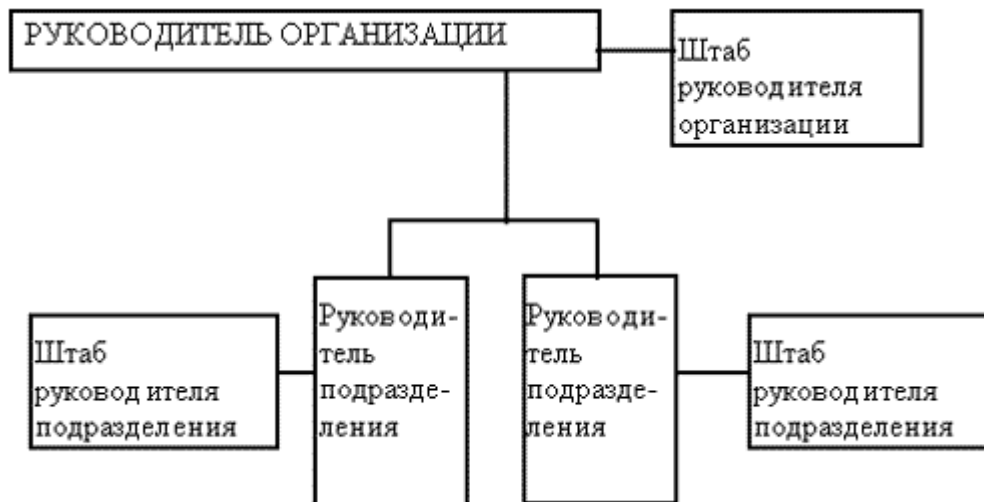 РУКОВОДИТЕЛЬ ОРГАНИЗАЦИИ
Штаб
руководителя
организации
Штаб
руководителя
подразделения
Руководи-
тель
подразде-
ления
Руководи-
тель
подразде-
ления
Штаб
руководителя
подразделения